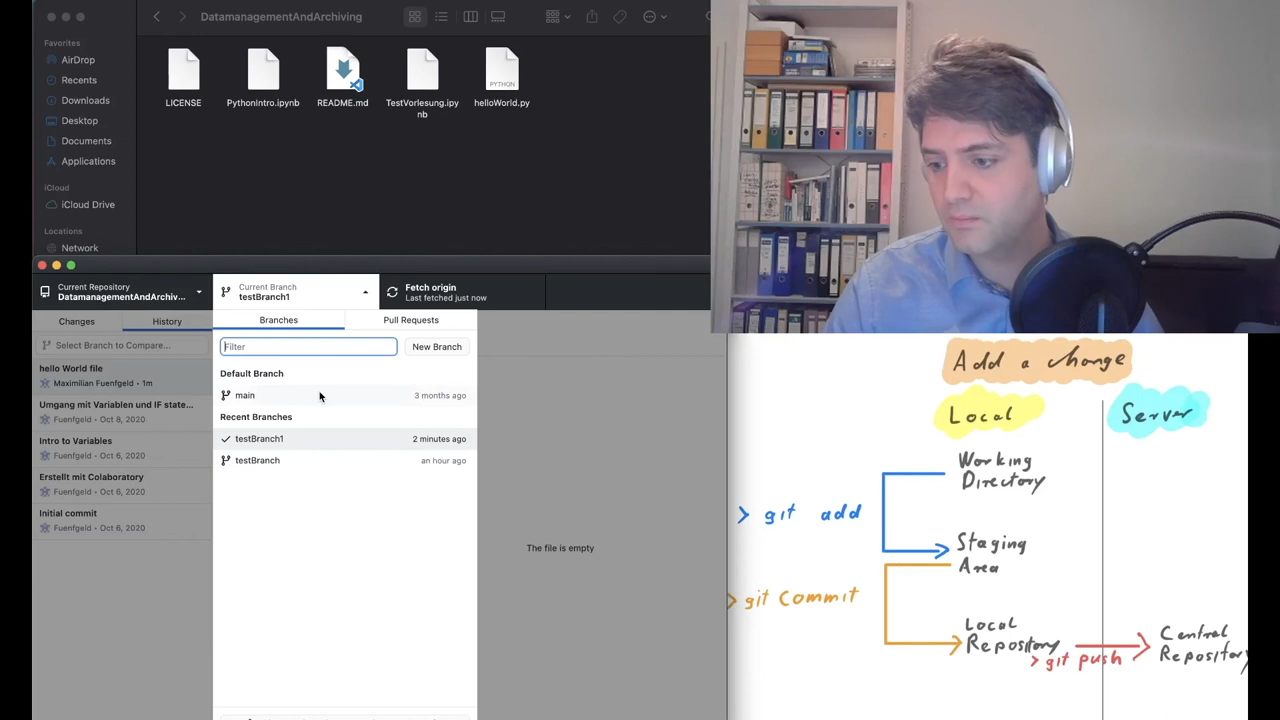 DatamanagementAndArchiving
Favorites
AirDrop
Recents
Downloads
Desktop
Documents
Applications
iCloud
iCloud Drive
Network
LICENSE
PythonIntro.ipynb
README.md
TestVorlesung.ipy
nb
PYTHON
helloWorld.py
Current Repository
DatamanagementAndArchiv...
Current Branch
testBranch1
Fetch origin
Last fetched just now
Changes
History
Select Branch to Compare...
hello World file
Maximilian Fuenfgeld • 1m
Umgang mit Variablen und IF state...
Fuenfgeld • Oct 8, 2020
Intro to Variables
Fuenfgeld • Oct 6, 2020
Erstellt mit Colaboratory
Fuenfgeld • Oct 6, 2020
Initial commit
Fuenfgeld • Oct 6, 2020
Branches
Pull Requests
Filter
New Branch
Default Branch
main
3 months ago
Recent Branches
testBranch1
2 minutes ago
testBranch
an hour ago
The file is empty
Add a change
Local
Server
Working
Directory
> git add
Staging
Area
> git Commit
Local
Repository
> git push
Central
Repository